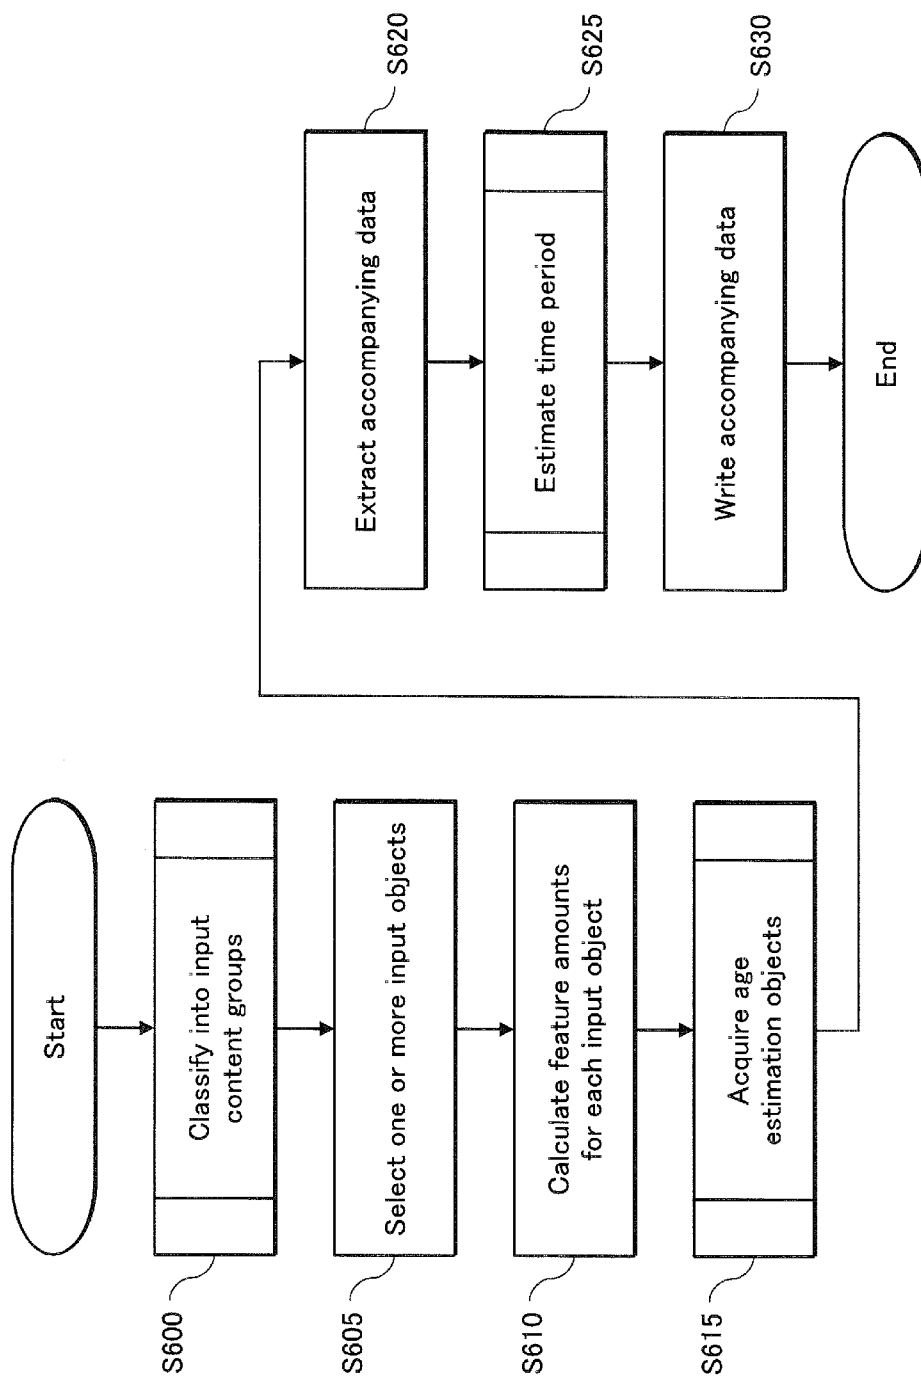 Start
S600
Classify into input
content groups
S605
Select one or more input objects
S610
Calculate feature amounts
for each input object
S615
Acquire age
estimation objects
S620
Extract accompanying data
S625
Estimate time period
S630
Write accompanying data
End